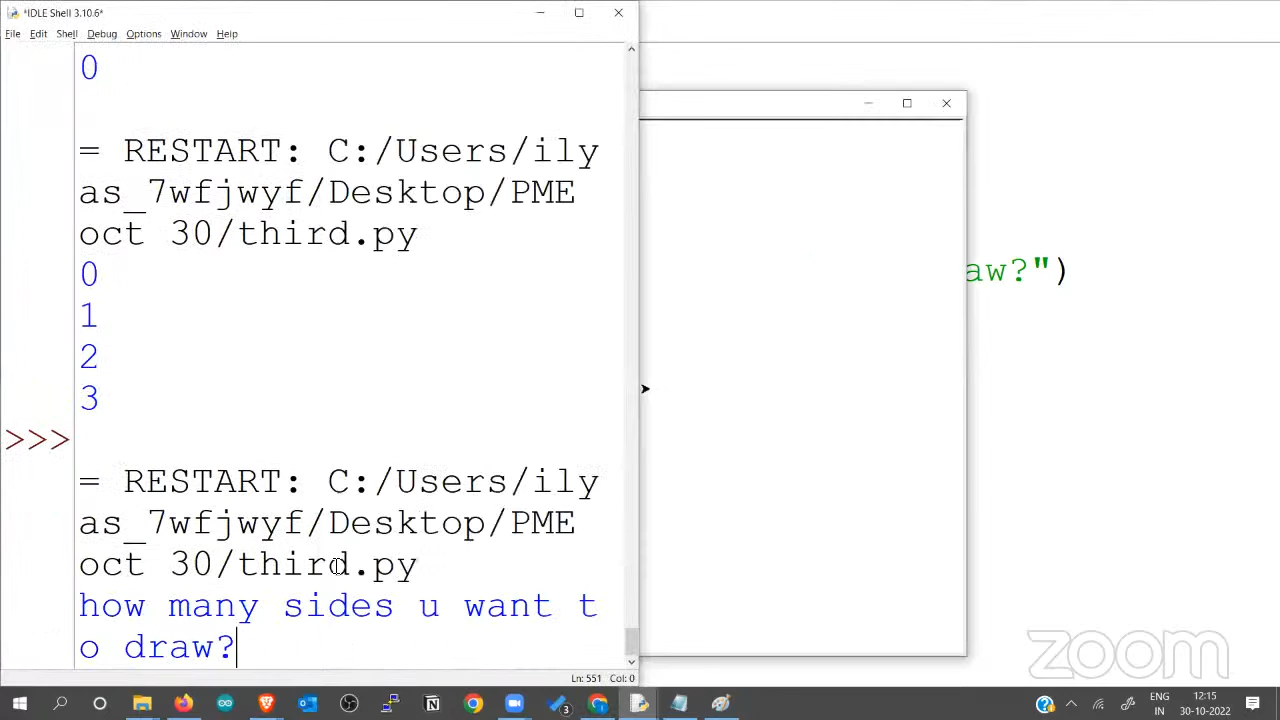 *IDLE Shell 3.10.6*
File Edit Shell Debug Options Window Help
0
= RESTART: C:/Users/ily
as_7wfjwyf/Desktop/PME
oct 30/third.py
0
1
2
3
>>>
= RESTART: C:/Users/ily
as_7wfjwyf/Desktop/PME
oct 30/third.py
how many sides u want t
o draw?
aw?")
Ln: 551 Col: 0
zoom
ENG
IN
12:15
30-10-2022